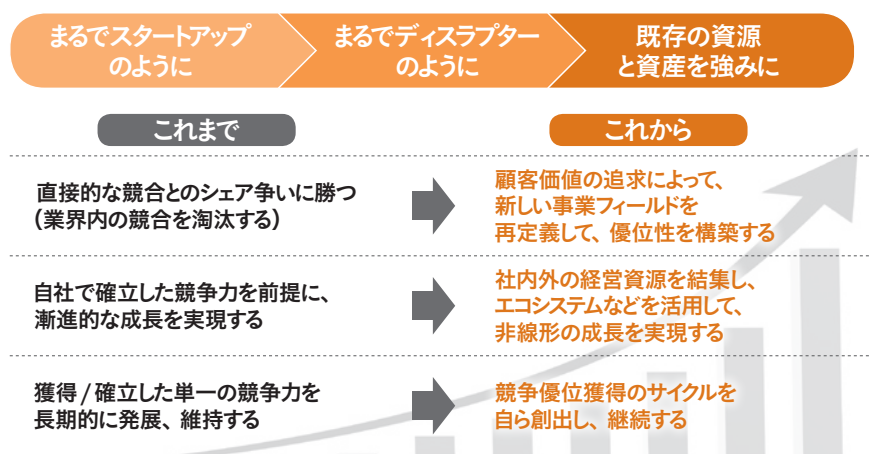 まるでスタートアップ
のように
まるでディスラプター
のように
既存の資源
と資産を強みに
これまで
これから
直接的な競合とのシェア争いに勝つ
(業界内の競合を淘汰する)
顧客価値の追求によって、
新しい事業フィールドを
再定義して、優位性を構築する
自社で確立した競争力を前提に、
漸進的な成長を実現する
社内外の経営資源を結集し、
エコシステムなどを活用して、
非線形の成長を実現する
獲得/確立した単一の競争力を
長期的に発展、維持する
競争優位獲得のサイクルを
自ら創出し、継続する